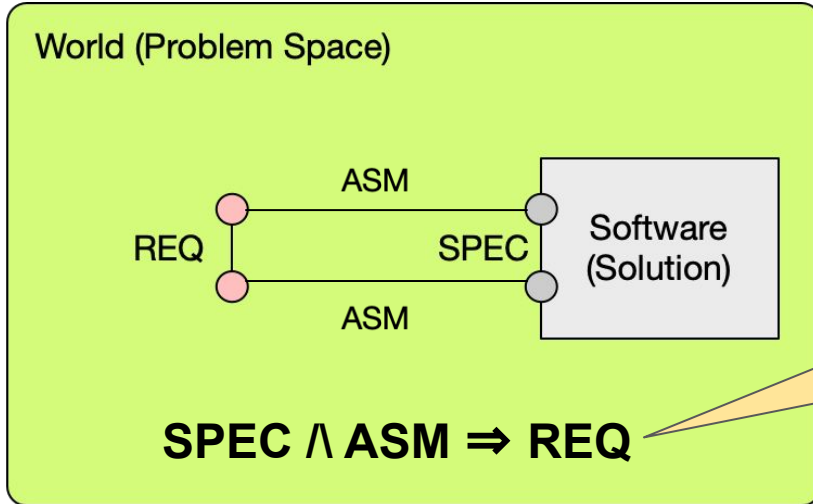 World (Problem Space)
ASM
REQ
SPEC
Software
(Solution)
ASM
SPEC /\ ASM ⇒ REQ